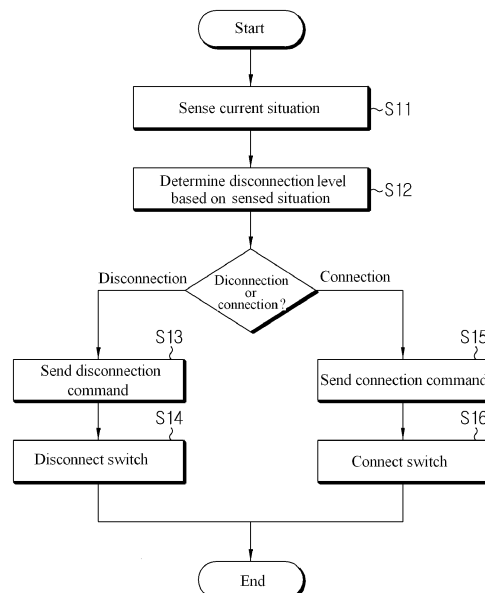 Start
Sense current situation
S11
Determine disconnection level
based on sensed situation
S12
Diconnection
or
connection?
Disconnection
Connection
S13
Send disconnection
command
S15
Send connection command
S14
Disconnect switch
S16
Connect switch
End